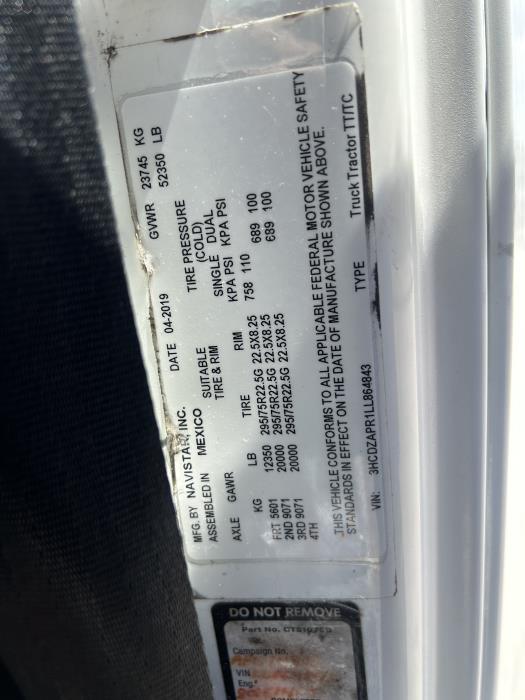 MFG. BY NAVISTAR, INC. DATE 04-2019 GVWR 23745 KG
ASSEMBLED IN MEXICO 52350 LB
SUITABLE TIRE PRESSURE
TIRE & RIM (COLD)
AXLE GAWR SINGLE DUAL
KG LB TIRE RIM KPA PSI KPA PSI
FRT 5601 12350 295/75R22.5G 22.5X8.25 758 110
2ND 9071 20000 295/75R22.5G 22.5X8.25 689 100
3RD 9071 20000 295/75R22.5G 22.5X8.25 689 100
4TH
THIS VEHICLE CONFORMS TO ALL APPLICABLE FEDERAL MOTOR VEHICLE SAFETY
STANDARDS IN EFFECT ON THE DATE OF MANUFACTURE SHOWN ABOVE.
VIN: 3HCDZAPR1LL864843 TYPE Truck Tractor TT/TC
DO NOT REMOVE
Part No.
Campaign No.
VIN
Eng.#